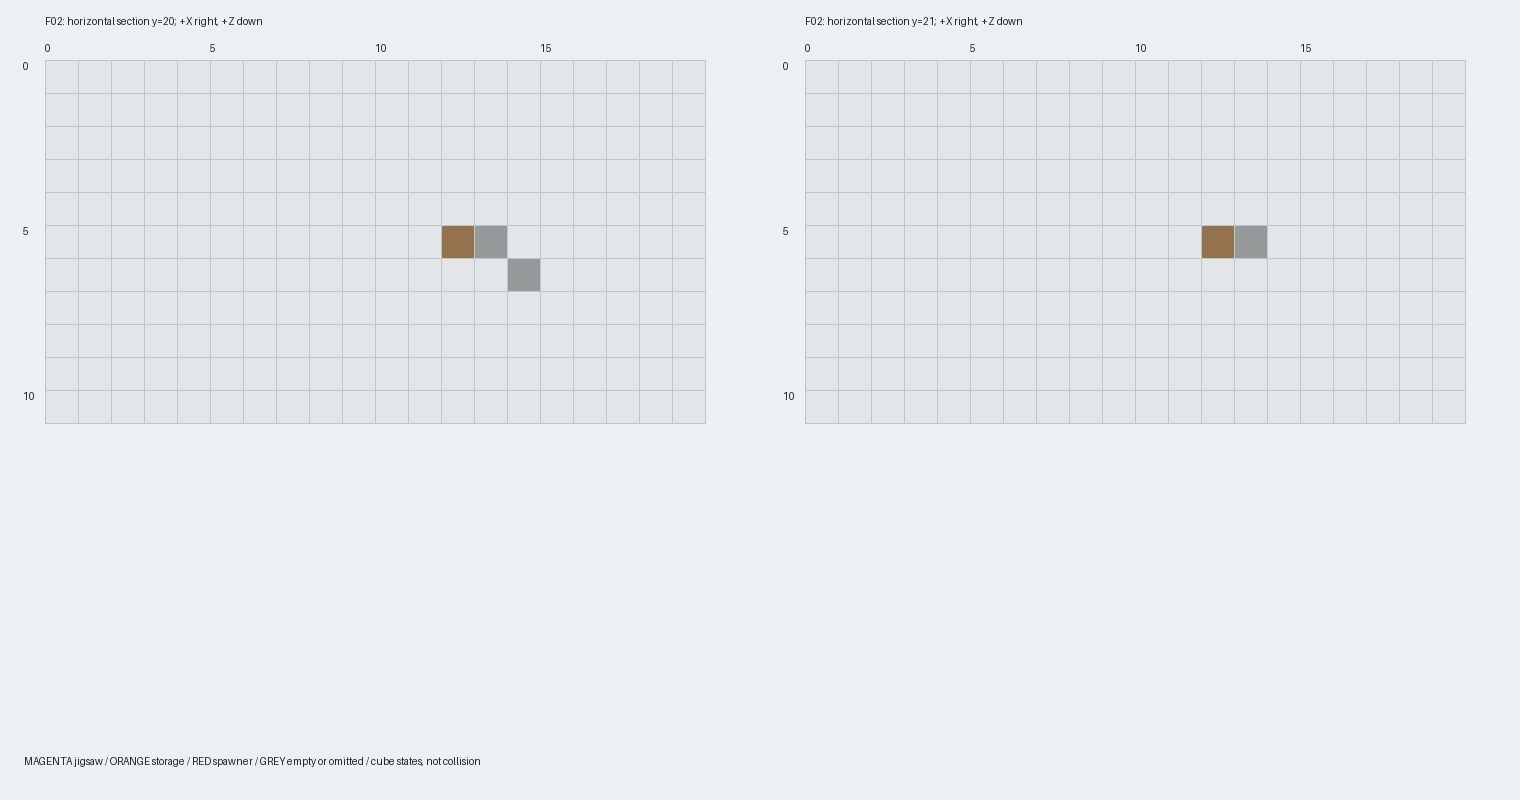 F02: horizontal section y=20; +X right, +Z down
F02: horizontal section y=21; +X right, +Z down
0 5 10 15
0 5 10 15
0
0
5
5
10
10
MAGENTA jigsaw / ORANGE storage / RED spawner / GREY empty or omitted / cube states, not collision